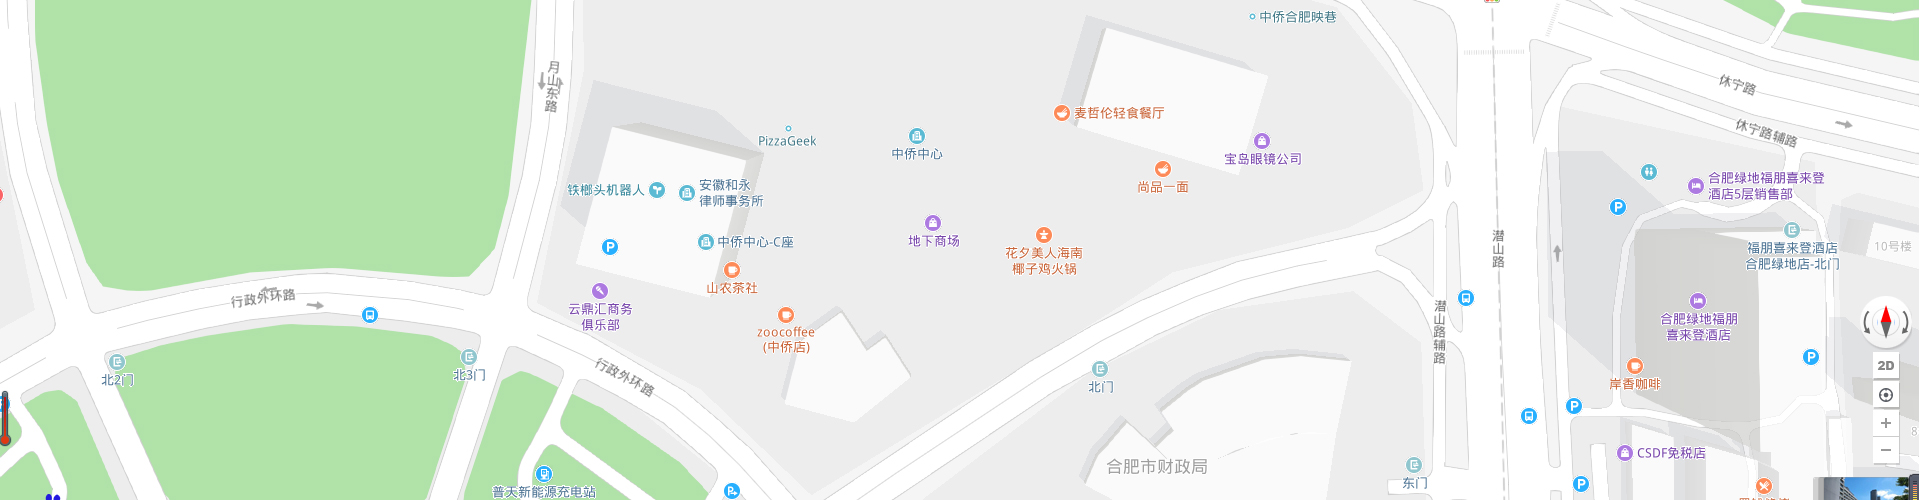 中侨合肥映巷
月山东路
休宁路
麦哲伦轻食餐厅
休宁路辅路
PizzaGeek
中侨中心
宝岛眼镜公司
尚品一面
铁榔头机器人
安徽和永
律师事务所
合肥绿地福朋喜来登
酒店5层销售部
P
中侨中心-C座
地下商场
花夕美人海南
椰子鸡火锅
潜山路
P
福朋喜来登酒店
合肥绿地店-北门
10号楼
山农茶社
行政外环路
云鼎汇商务
俱乐部
zoocoffee
(中侨店)
潜山路辅路
合肥绿地福朋
喜来登酒店
P
北2门
北3门
行政外环路
北门
岸香咖啡
2D
P
合肥市财政局
CSDF免税店
东门
普天新能源充电站
P
P
8